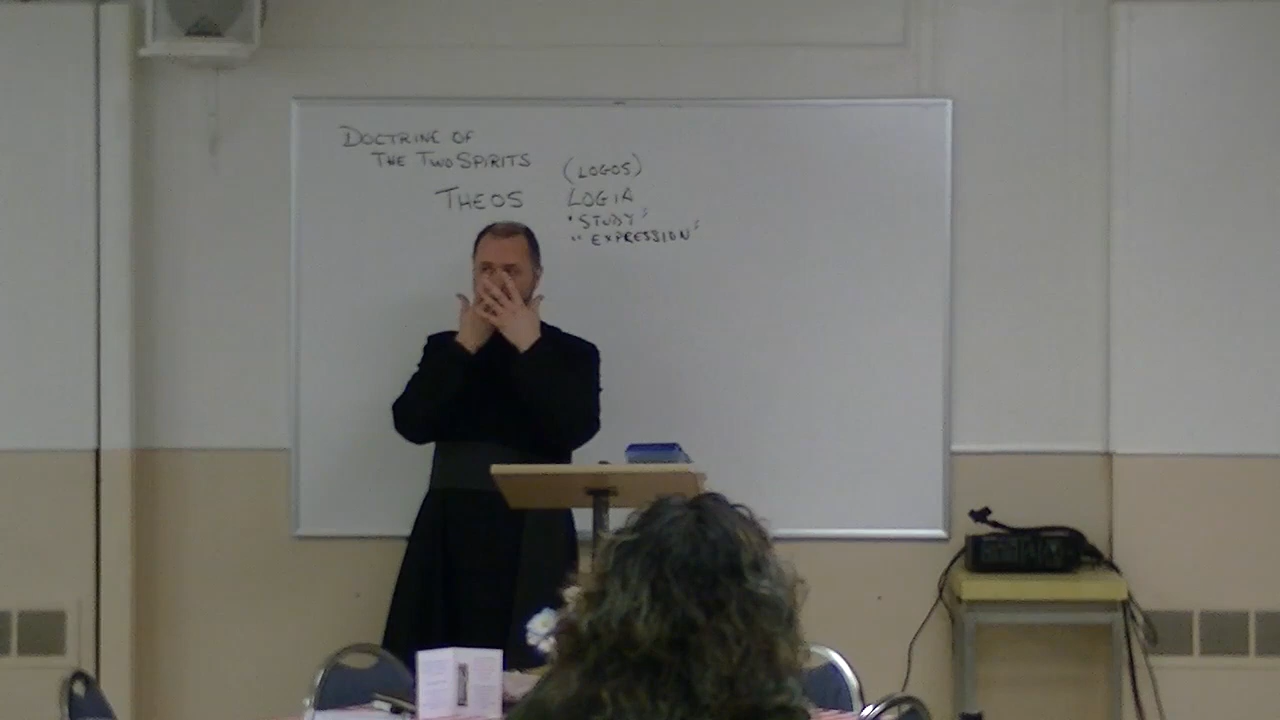 DOCTRINE OF
THE TWO SPIRITS
(LOGOS)
THEOS LOGIA
"STUDY"
"EXPRESSION"